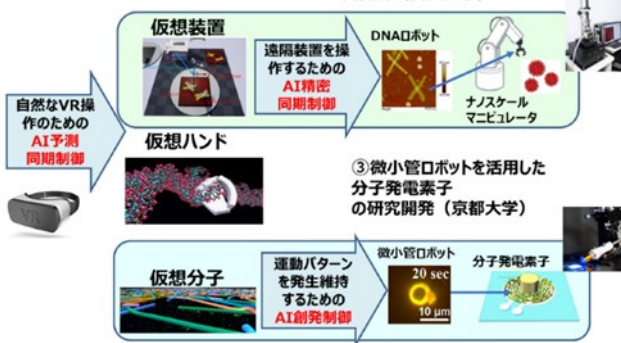 仮想装置
遠隔装置を操
作するための
AI精密
同期制御
DNAロボット
ナノスケール
マニピュレータ
自然なVR操
作のための
AI予測
同期制御
VR
仮想ハンド
③微小管ロボットを活用した
分子発電素子
の研究開発（京都大学）
仮想分子
運動パターン
を発生維持
するための
AI創発制御
微小管ロボット
20 sec
10 μm
分子発電素子